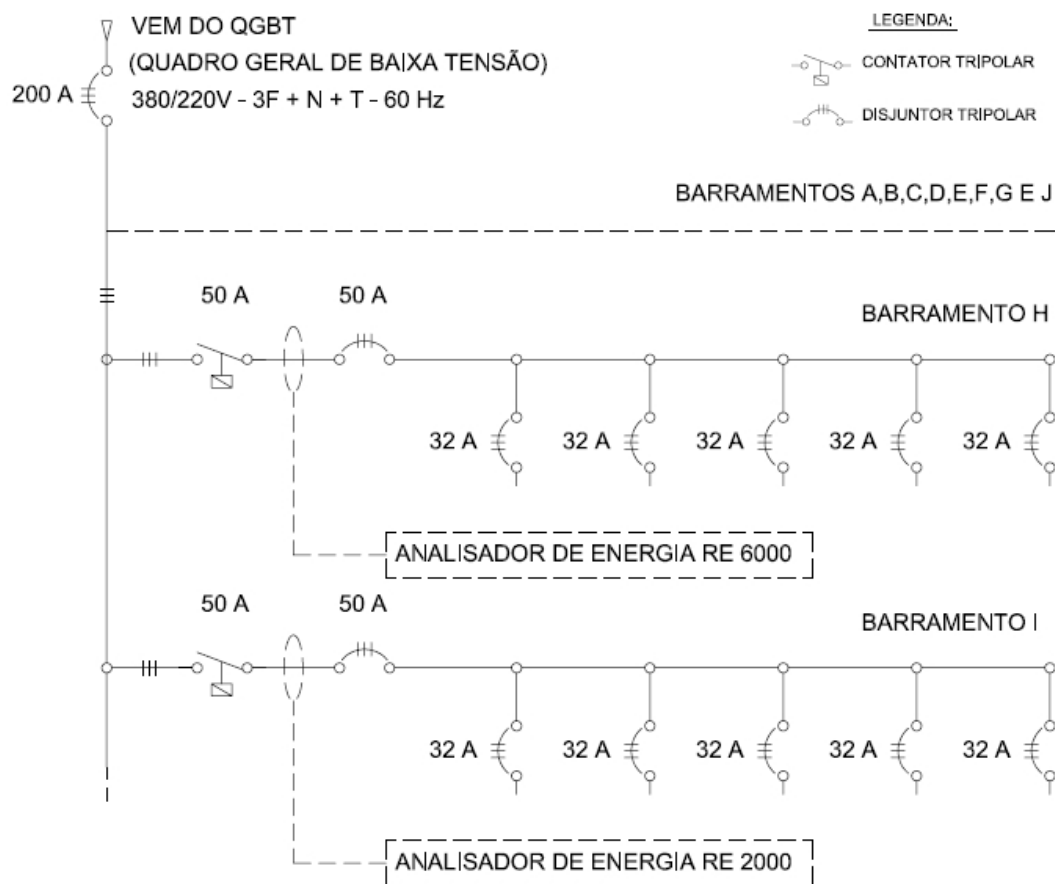 VEM DO QGBT
(QUADRO GERAL DE BAIXA TENSÃO)
200 A
380/220V - 3F + N + T - 60 Hz
LEGENDA:
CONTATOR TRIPOLAR
DISJUNTOR TRIPOLAR
BARRAMENTOS A,B,C,D,E,F,G E J
50 A
50 A
BARRAMENTO H
32 A
32 A
32 A
32 A
32 A
ANALISADOR DE ENERGIA RE 6000
50 A
50 A
BARRAMENTO I
32 A
32 A
32 A
32 A
32 A
ANALISADOR DE ENERGIA RE 2000